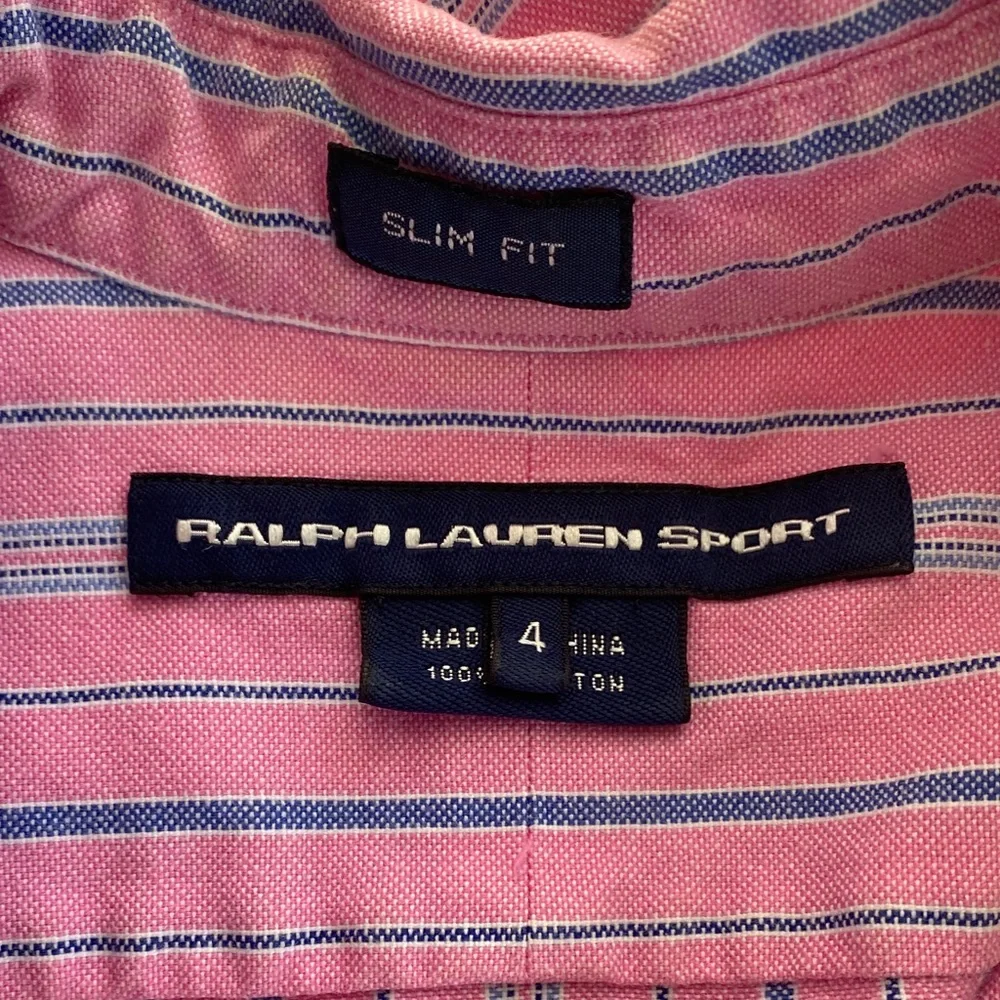 SLIM FIT
RALPH LAUREN SPORT
4
MAD HINA
100% TON